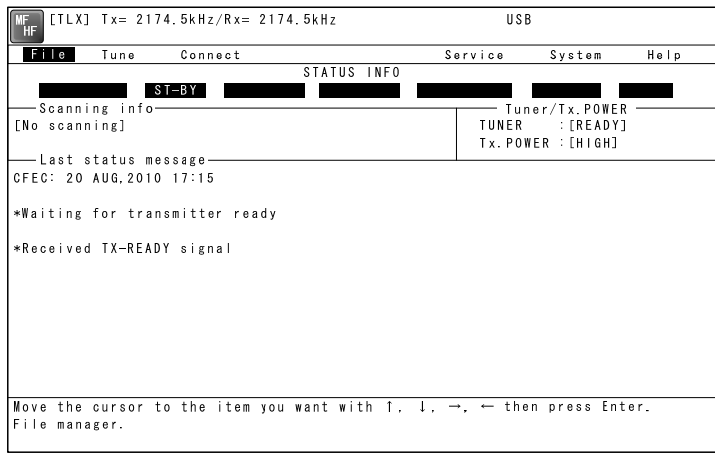 MF HF [TLX] Tx= 2174.5kHz/Rx= 2174.5kHz USB
File Tune Connect Service System Help
STATUS INFO
ST-BY
Scanning info Tuner/Tx.POWER
[No scanning] TUNER :[READY]
Tx.POWER :[HIGH]
Last status message
CFEC: 20 AUG,2010 17:15
*Waiting for transmitter ready
*Received TX-READY signal
Move the cursor to the item you want with ↑, ↓, →, ← then press Enter.
File manager.